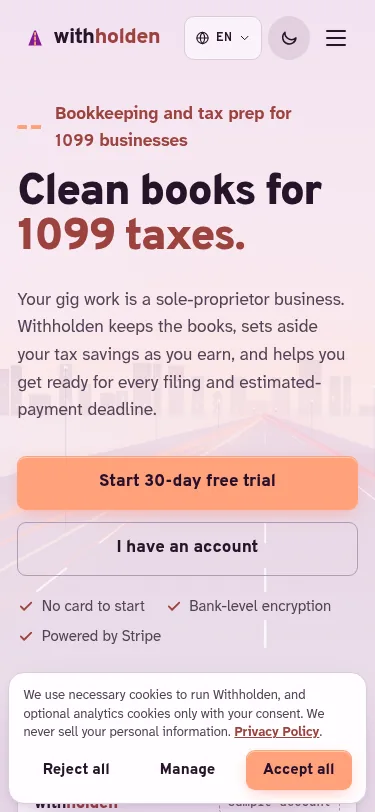 withholden
EN
Bookkeeping and tax prep for
1099 businesses
Clean books for
1099 taxes.
Your gig work is a sole-proprietor business.
Withholden keeps the books, sets aside
your tax savings as you earn, and helps you
get ready for every filing and estimated-
payment deadline.
Start 30-day free trial
I have an account
No card to start
Bank-level encryption
Powered by Stripe
We use necessary cookies to run Withholden, and
optional analytics cookies only with your consent. We
never sell your personal information. Privacy Policy.
Reject all
Manage
Accept all
withholden
Sample account